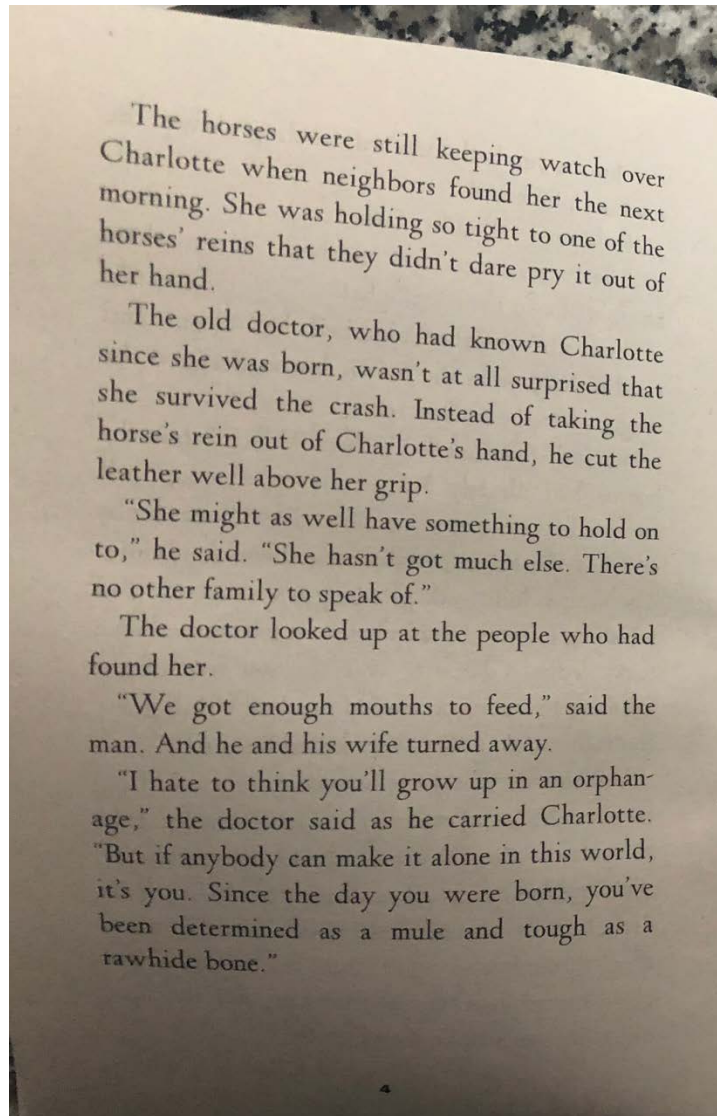 The horses were still keeping watch over
Charlotte when neighbors found her the next
morning. She was holding so tight to one of the
horses’ reins that they didn’t dare pry it out of
her hand.
The old doctor, who had known Charlotte
since she was born, wasn’t at all surprised that
she survived the crash. Instead of taking the
horse’s rein out of Charlotte’s hand, he cut the
leather well above her grip.
“She might as well have something to hold on
to,” he said. “She hasn’t got much else. There’s
no other family to speak of.”
The doctor looked up at the people who had
found her.
“We got enough mouths to feed,” said the
man. And he and his wife turned away.
“I hate to think you’ll grow up in an orphan-
age,” the doctor said as he carried Charlotte.
“But if anybody can make it alone in this world,
it’s you. Since the day you were born, you’ve
been determined as a mule and tough as a
rawhide bone.”
4